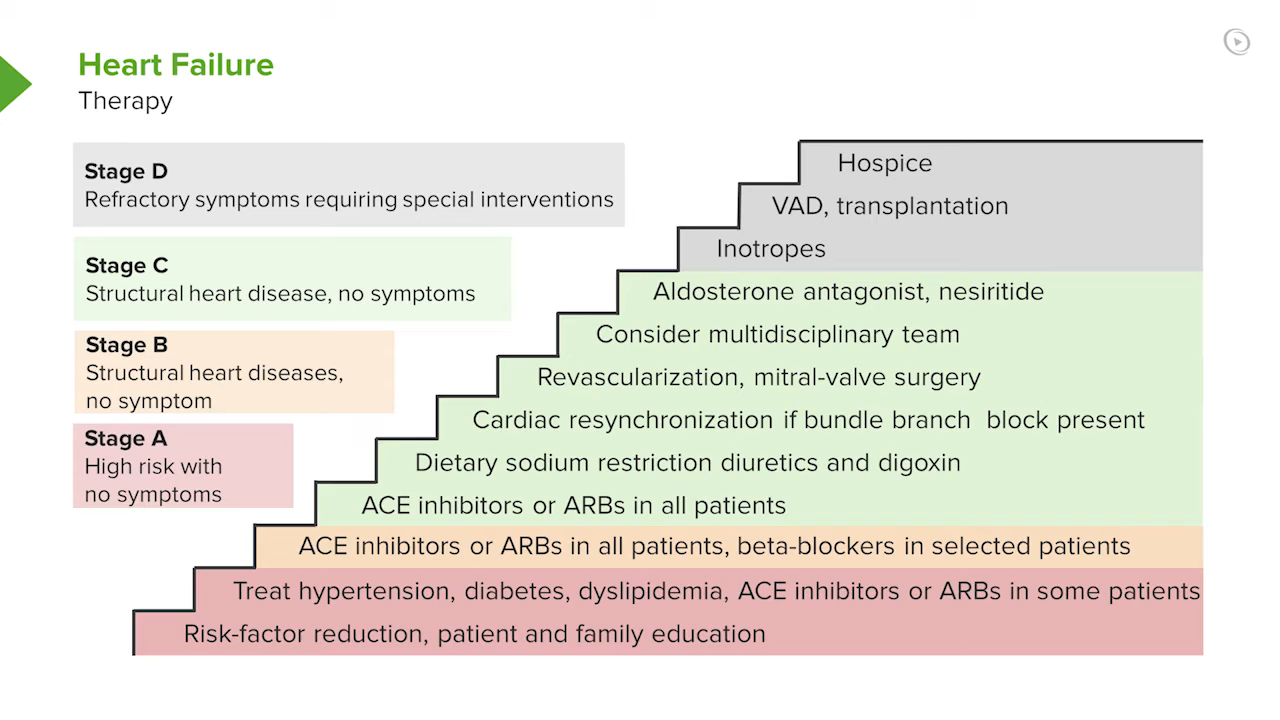 Heart Failure
Therapy
Stage D
Refractory symptoms requiring special interventions
Stage C
Structural heart disease, no symptoms
Stage B
Structural heart diseases,
no symptom
Stage A
High risk with
no symptoms
Hospice
VAD, transplantation
Inotropes
Aldosterone antagonist, nesiritide
Consider multidisciplinary team
Revascularization, mitral-valve surgery
Cardiac resynchronization if bundle branch  block present
Dietary sodium restriction diuretics and digoxin
ACE inhibitors or ARBs in all patients
ACE inhibitors or ARBs in all patients, beta-blockers in selected patients
Treat hypertension, diabetes, dyslipidemia, ACE inhibitors or ARBs in some patients
Risk-factor reduction, patient and family education